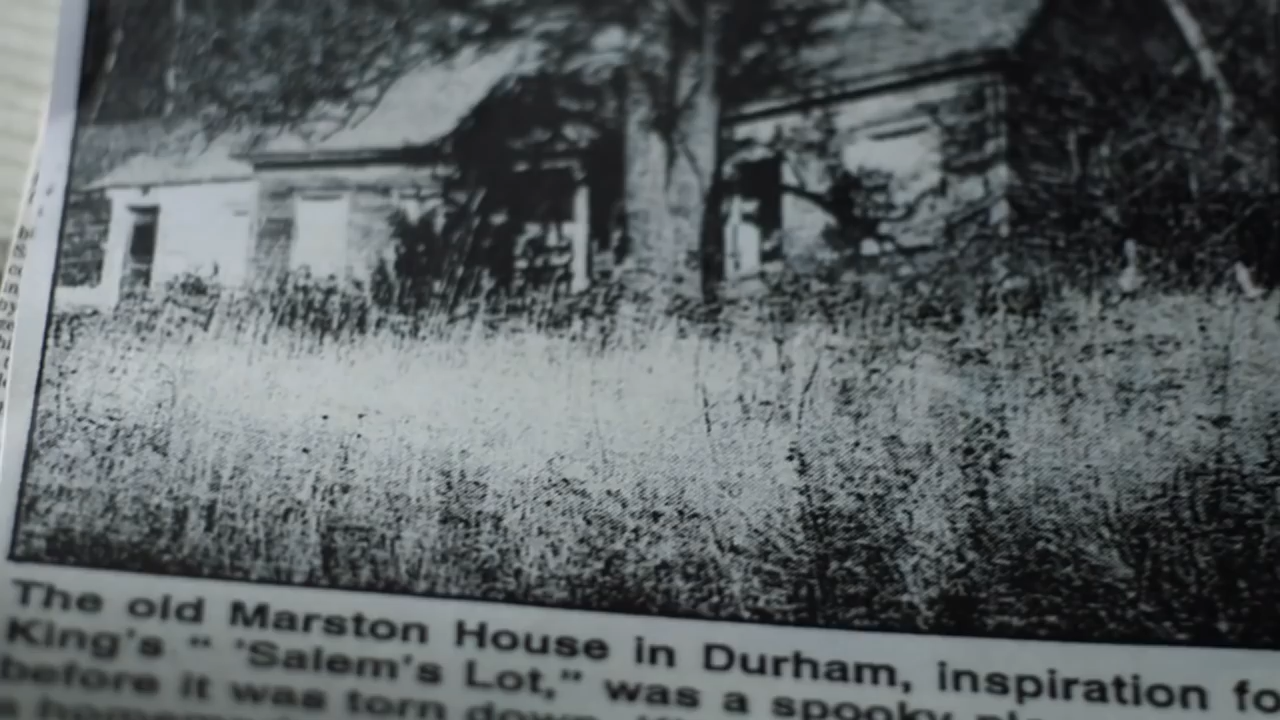 The old Marston House in Durham, inspiration fo
King's " 'Salem's Lot," was a spooky
before it was torn down.